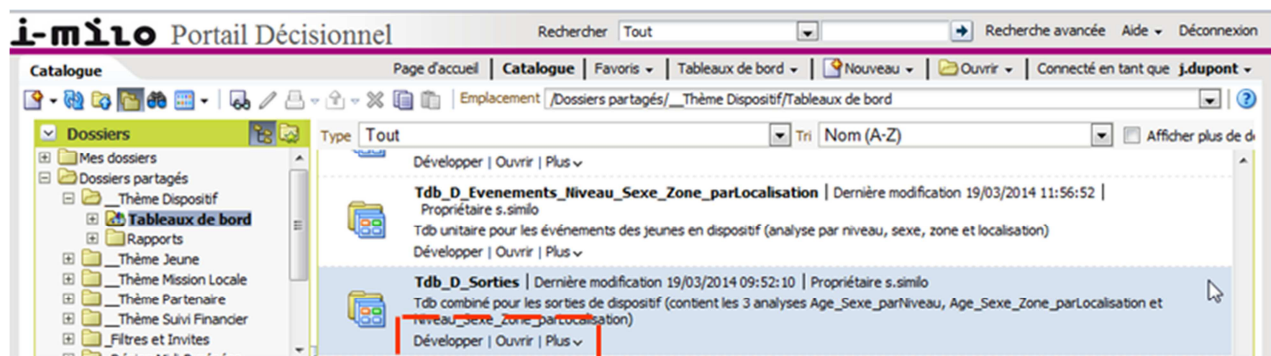 i-milo Portail Décisionnel Rechercher Tout Recherche avancée Aide Déconnexion
Catalogue Page d'accueil | Catalogue | Favoris | Tableaux de bord | Nouveau | Ouvrir | Connecté en tant que j.dupont
Emplacement /Dossiers partagés/__Thème Dispositif/Tableaux de bord
Dossiers
Mes dossiers
Dossiers partagés
__Thème Dispositif
Tableaux de bord
Rapports
__Thème Jeune
__Thème Mission Locale
__Thème Partenaire
__Thème Suivi Financier
_Filtres et Invites
Type Tout Tri Nom (A-Z) Afficher plus de
Développer | Ouvrir | Plus
Tdb_D_Evenements_Niveau_Sexe_Zone_parLocalisation | Dernière modification 19/03/2014 11:56:52 |
Propriétaire s.similo
Tdb unitaire pour les événements des jeunes en dispositif (analyse par niveau, sexe, zone et localisation)
Développer | Ouvrir | Plus
Tdb_D_Sorties | Dernière modification 19/03/2014 09:52:10 | Propriétaire s.similo
Tdb combiné pour les sorties de dispositif (contient les 3 analyses Age_Sexe_parNiveau, Age_Sexe_Zone_parLocalisation et
Niveau_Sexe_Zone_parLocalisation)
Développer | Ouvrir | Plus